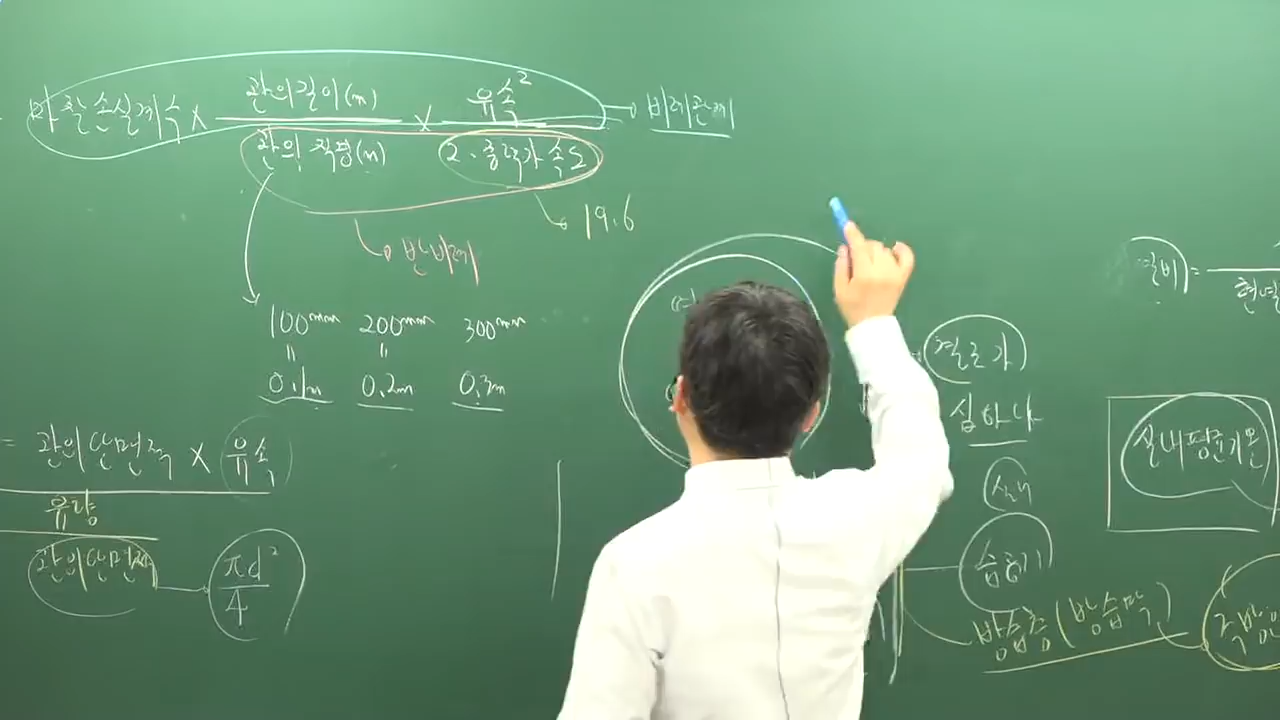 마찰손실계수 × 관의길이(m) × 유속² → 비례관계
관의 직경(m) 2·중력가속도
→ 19.6
→ 반비례
100mm 200mm 300mm
" "
0.1m 0.2m 0.3m
= 관의단면적 × 유속
유량
관의단면적 πd²
4
열
결로가
심하다
실내
습증기
방습층(방습막)
실내평균기온